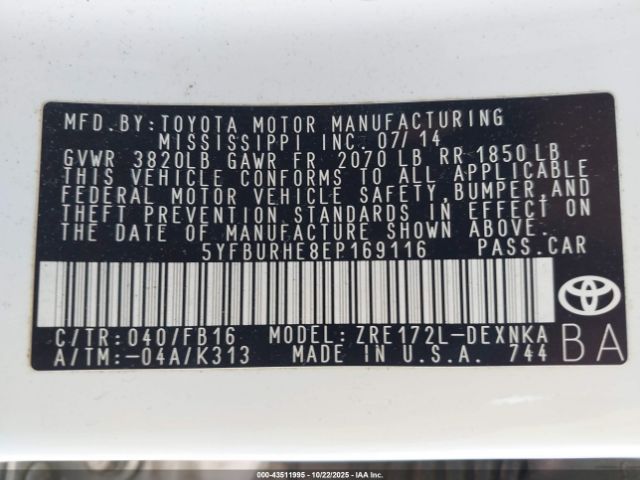 MFD. BY: TOYOTA MOTOR MANUFACTURING
MISSISSIPPI INC. 07/14
GVWR 3820LB GAWR FR. 2070 LB RR 1850 LB
THIS VEHICLE CONFORMS TO ALL APPLICABLE
FEDERAL MOTOR VEHICLE SAFETY, BUMPER, AND
THEFT PREVENTION STANDARDS IN EFFECT ON
THE DATE OF MANUFACTURE SHOWN ABOVE.
5YFBURHE8EP169116 PASS. CAR
C/TR: 040/FB16 MODEL: ZRE172L-DEXNKA
A/TM: -04A/K313 MADE IN U.S.A. 744
BA
00-43511995 - 10/22/2025 - IAA Inc.